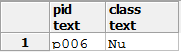 pid class
text text
1 p006 Nu